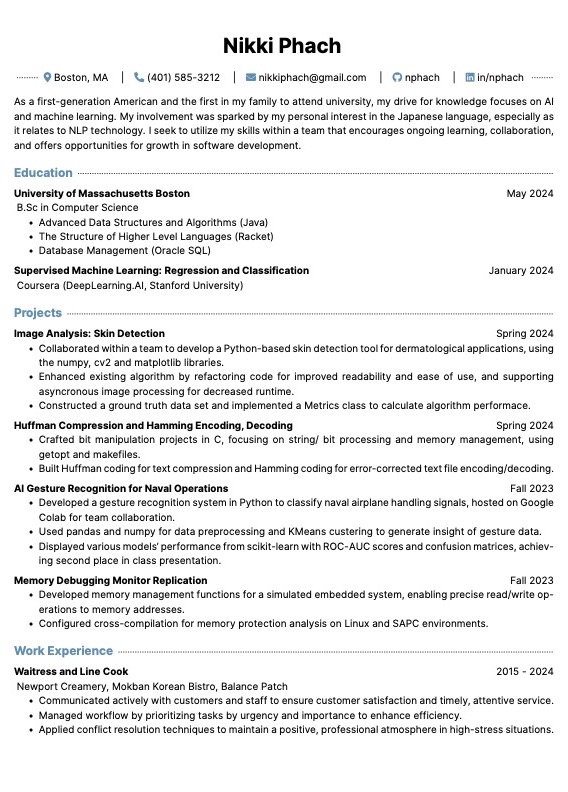 Nikki Phach
Boston, MA | (401) 585-3212 | nikkiphach@gmail.com | nphach | in/nphach
As a first-generation American and the first in my family to attend university, my drive for knowledge focuses on AI
and machine learning. My involvement was sparked by my personal interest in the Japanese language, especially as
it relates to NLP technology. I seek to utilize my skills within a team that encourages ongoing learning, collaboration,
and offers opportunities for growth in software development.
Education
University of Massachusetts Boston May 2024
B.Sc in Computer Science
• Advanced Data Structures and Algorithms (Java)
• The Structure of Higher Level Languages (Racket)
• Database Management (Oracle SQL)
Supervised Machine Learning: Regression and Classification January 2024
Coursera (DeepLearning.AI, Stanford University)
Projects
Image Analysis: Skin Detection Spring 2024
• Collaborated within a team to develop a Python-based skin detection tool for dermatological applications, using
the numpy, cv2 and matplotlib libraries.
• Enhanced existing algorithm by refactoring code for improved readability and ease of use, and supporting
asyncronous image processing for decreased runtime.
• Constructed a ground truth data set and implemented a Metrics class to calculate algorithm performace.
Huffman Compression and Hamming Encoding, Decoding Spring 2024
• Crafted bit manipulation projects in C, focusing on string/ bit processing and memory management, using
getopt and makefiles.
• Built Huffman coding for text compression and Hamming coding for error-corrected text file encoding/decoding.
AI Gesture Recognition for Naval Operations Fall 2023
• Developed a gesture recognition system in Python to classify naval airplane handling signals, hosted on Google
Colab for team collaboration.
• Used pandas and numpy for data preprocessing and KMeans custering to generate insight of gesture data.
• Displayed various models' performance from scikit-learn with ROC-AUC scores and confusion matrices, achiev-
ing second place in class presentation.
Memory Debugging Monitor Replication Fall 2023
• Developed memory management functions for a simulated embedded system, enabling precise read/write op-
erations to memory addresses.
• Configured cross-compilation for memory protection analysis on Linux and SAPC environments.
Work Experience
Waitress and Line Cook 2015 - 2024
Newport Creamery, Mokban Korean Bistro, Balance Patch
• Communicated actively with customers and staff to ensure customer satisfaction and timely, attentive service.
• Managed workflow by prioritizing tasks by urgency and importance to enhance efficiency.
• Applied conflict resolution techniques to maintain a positive, professional atmosphere in high-stress situations.